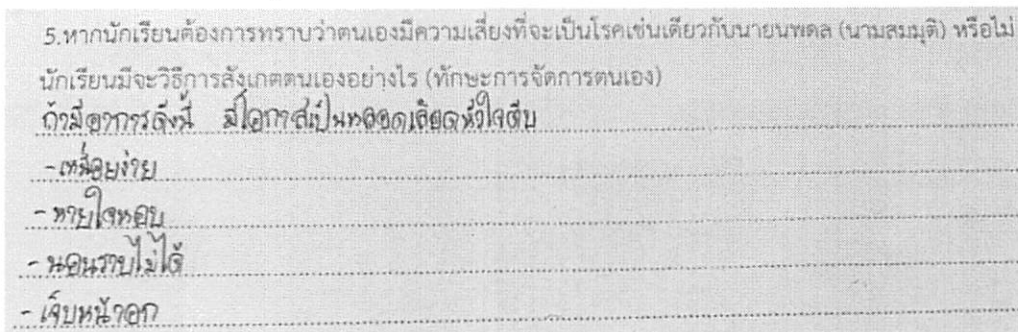 5.หากนักเรียนต้องการทราบว่าตนเองมีความเสี่ยงที่จะเป็นโรคเช่นเดียวกับนายนพดล (นามสมมุติ) หรือไม่
นักเรียนมีจะวิธีการสังเกตตนเองอย่างไร (ทักษะการจัดการตนเอง)
ถ้ามีอาการดังนี้ มีโอกาสเป็นหลอดเลือดหัวใจตีบ
-เหนื่อยง่าย
-หายใจหอบ
-นอนราบไม่ได้
-เจ็บหน้าอก